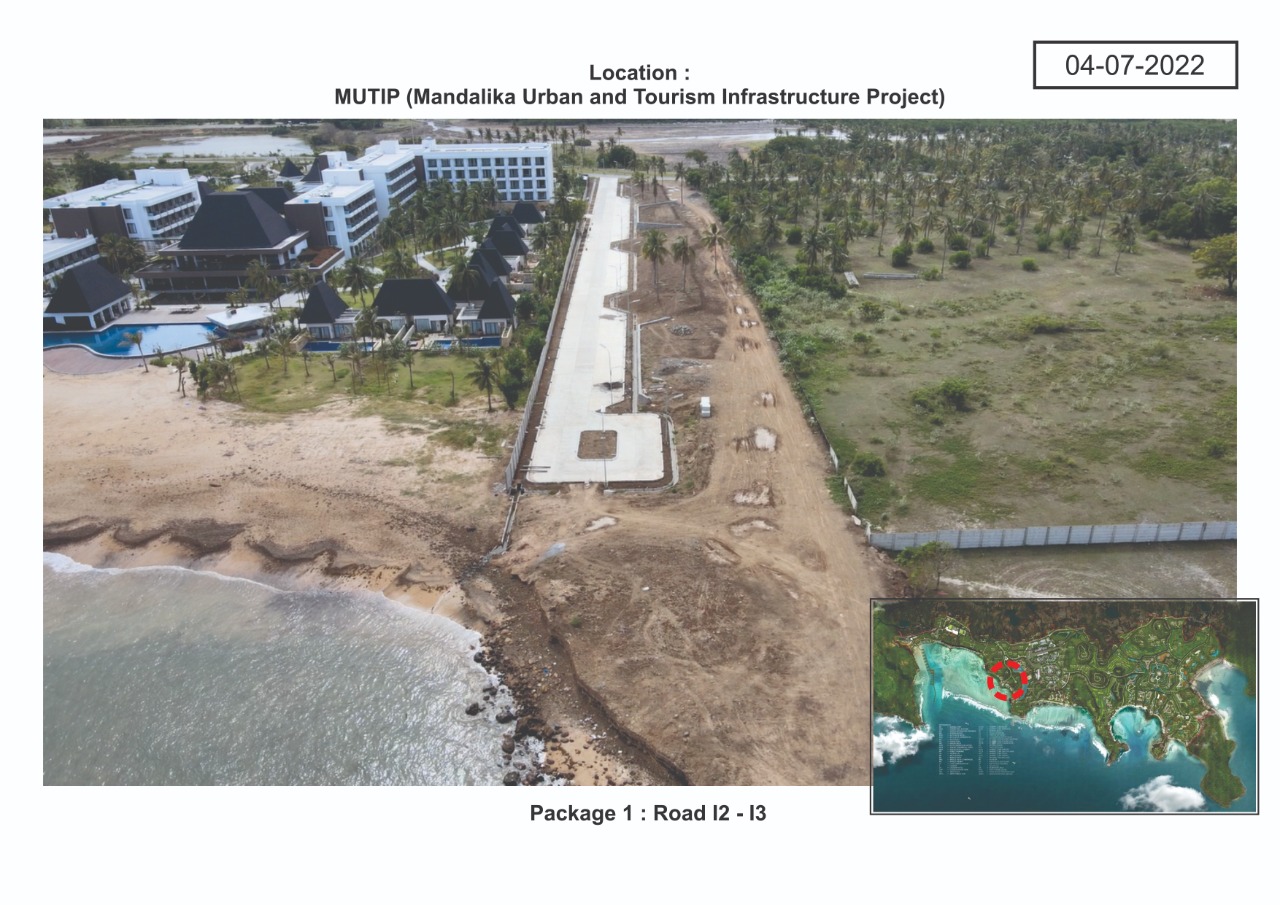 04-07-2022
Location :
MUTIP (Mandalika Urban and Tourism Infrastructure Project)
Package 1 : Road I2 - I3